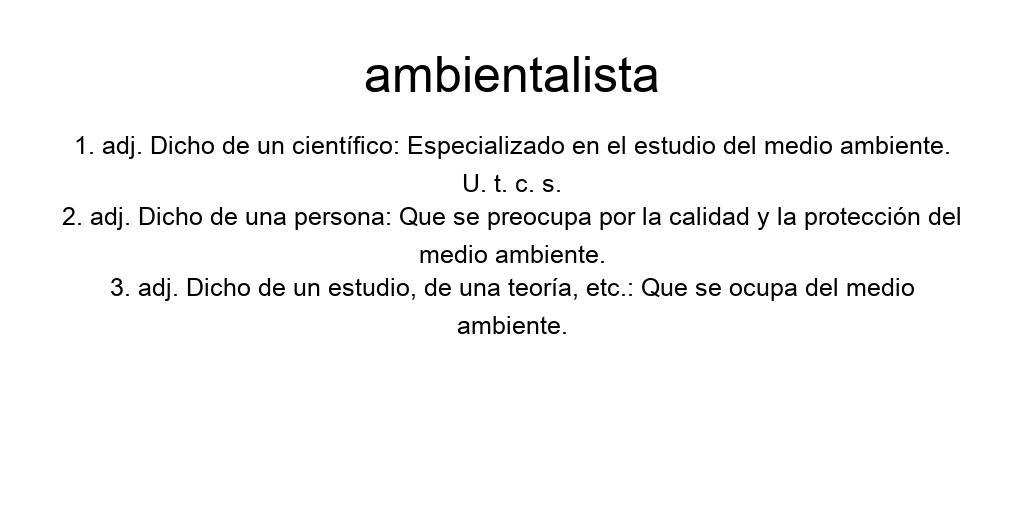 ambientalista
1. adj. Dicho de un científico: Especializado en el estudio del medio ambiente.
U. t. c. s.
2. adj. Dicho de una persona: Que se preocupa por la calidad y la protección del
medio ambiente.
3. adj. Dicho de un estudio, de una teoría, etc.: Que se ocupa del medio
ambiente.